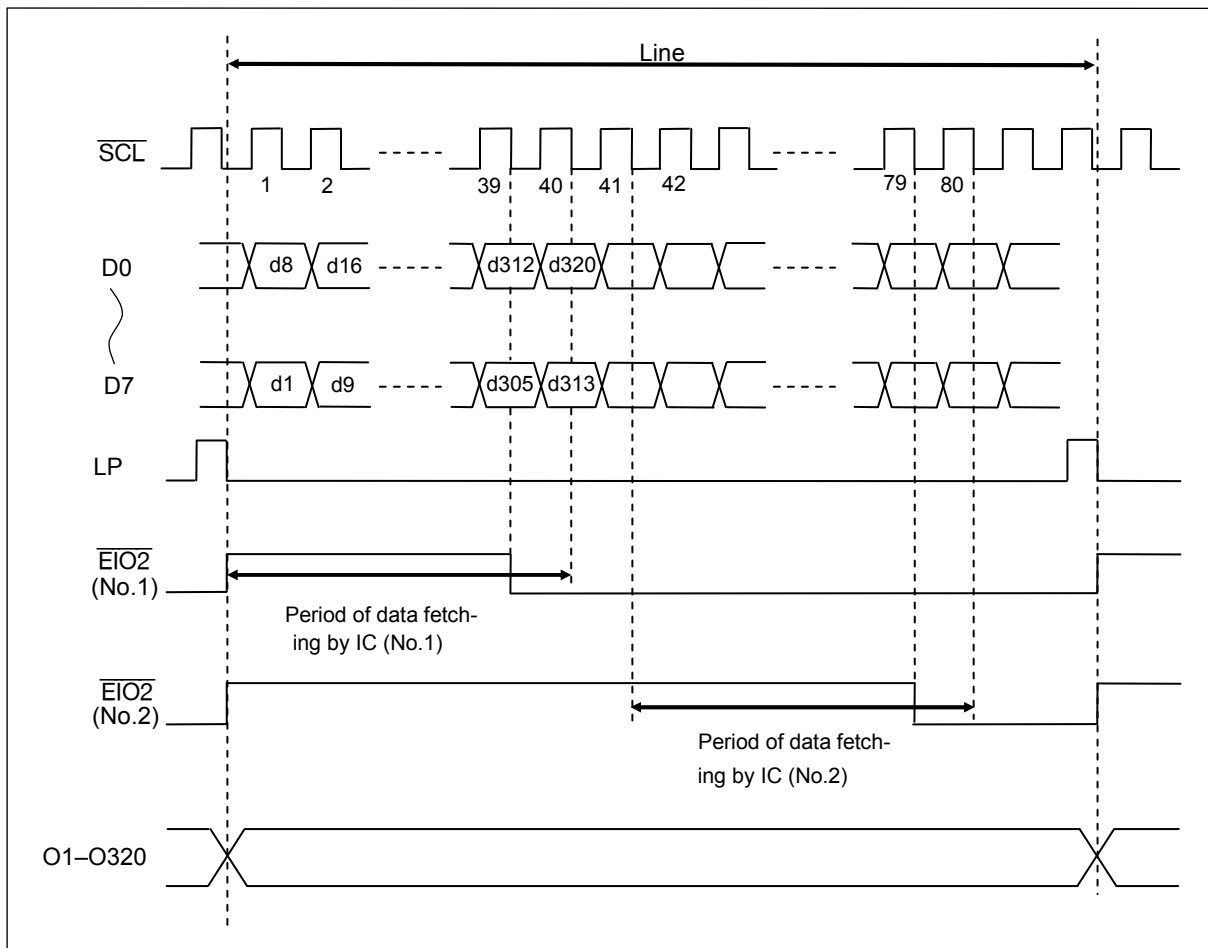 Line
SCL
1 2 39 40 41 42 79 80
D0 d8 d16 d312 d320
D7 d1 d9 d305 d313
LP
EIO2
(No.1)
Period of data fetch-
ing by IC (No.1)
EIO2
(No.2)
Period of data fetch-
ing by IC (No.2)
O1–O320